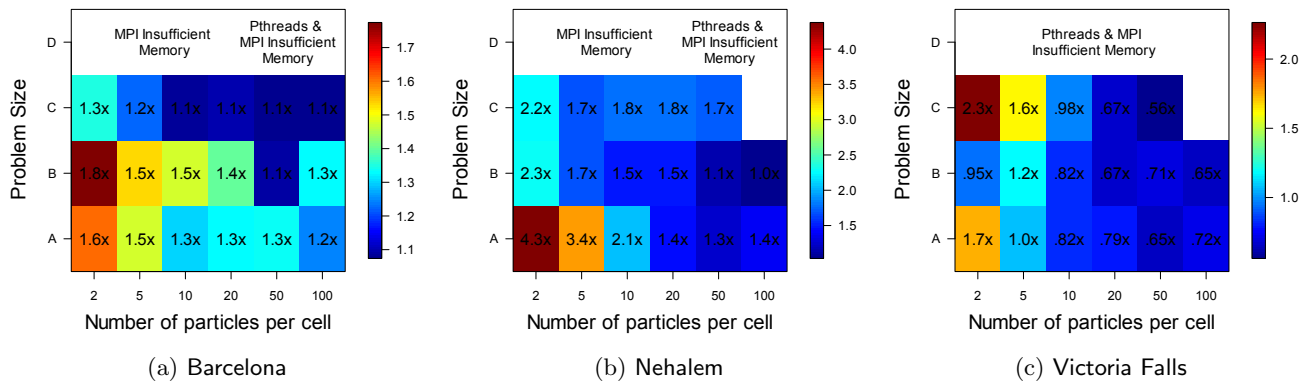 Problem Size
D
C
B
A
MPI Insufficient
Memory
Pthreads &
MPI Insufficient
Memory
1.3x 1.2x 1.1x 1.1x 1.1x 1.1x
1.8x 1.5x 1.5x 1.4x 1.1x 1.3x
1.6x 1.5x 1.3x 1.3x 1.3x 1.2x
2 5 10 20 50 100
Number of particles per cell
1.7
1.6
1.5
1.4
1.3
1.2
1.1
(a) Barcelona
Problem Size
D
C
B
A
MPI Insufficient
Memory
Pthreads &
MPI Insufficient
Memory
2.2x 1.7x 1.8x 1.8x 1.7x
2.3x 1.7x 1.5x 1.5x 1.1x 1.0x
4.3x 3.4x 2.1x 1.4x 1.3x 1.4x
2 5 10 20 50 100
Number of particles per cell
4.0
3.5
3.0
2.5
2.0
1.5
(b) Nehalem
Problem Size
D
C
B
A
Pthreads & MPI
Insufficient Memory
2.3x 1.6x .98x .67x .56x
.95x 1.2x .82x .67x .71x .65x
1.7x 1.0x .82x .79x .65x .72x
2 5 10 20 50 100
Number of particles per cell
2.0
1.5
1.0
(c) Victoria Falls